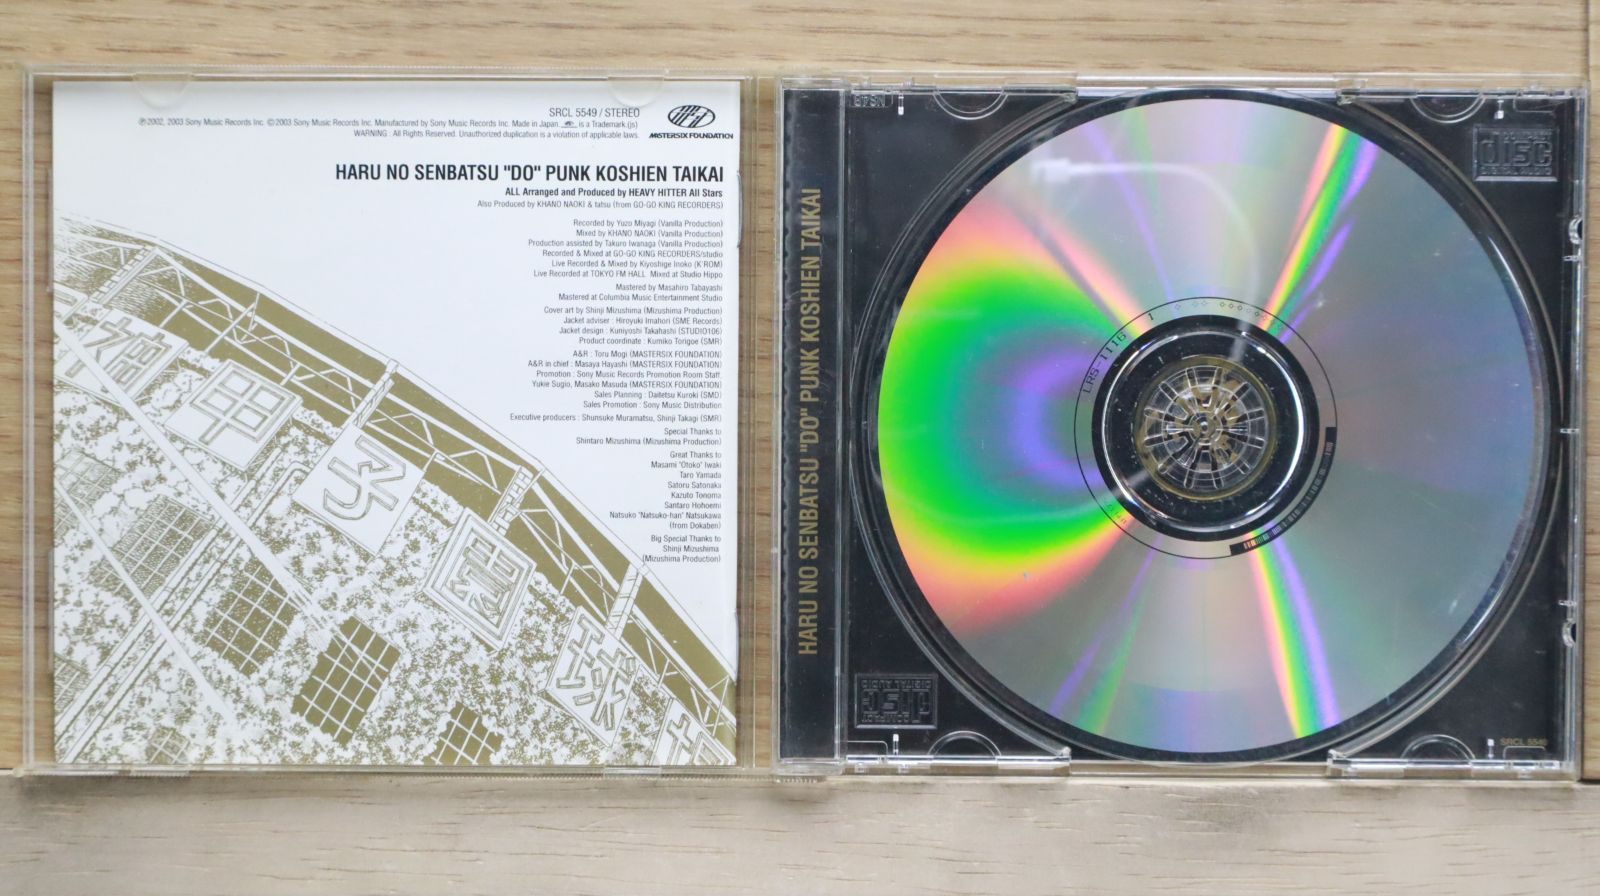 SRCL 5549 / STEREO
℗2002, 2003 Sony Music Records Inc. ©2003 Sony Music Records Inc. Manufactured by Sony Music Records Inc. Made in Japan is a Trademark (js)
WARNING : All Rights Reserved. Unauthorized duplication is a violation of applicable laws.
MASTERSIX FOUNDATION
HARU NO SENBATSU "DO" PUNK KOSHIEN TAIKAI
ALL Arranged and Produced by HEAVY HITTER All Stars
Also Produced by KHANO NAOKI & tatsu (from GO-GO KING RECORDERS)
Recorded by Yuzo Miyagi (Vanilla Production)
Mixed by KHANO NAOKI (Vanilla Production)
Production assisted by Takuro Iwanaga (Vanilla Production)
Recorded & Mixed at GO-GO KING RECORDERS/studio
Live Recorded & Mixed by Kiyoshige Inoko (K'ROM)
Live Recorded at TOKYO FM HALL Mixed at Studio Hippo
Mastered by Masahiro Tabayashi
Mastered at Columbia Music Entertainment Studio
Cover art by Shinji Mizushima (Mizushima Production)
Jacket adviser : Hiroyuki Imahori (SME Records)
Jacket design : Kuniyoshi Takahashi (STUDIO106)
Product coordinate : Kumiko Torigoe (SMR)
A&R : Toru Mogi (MASTERSIX FOUNDATION)
A&R in chief : Masaya Hayashi (MASTERSIX FOUNDATION)
Promotion : Sony Music Records Promotion Room Staff,
Yukie Sugio, Masako Masuda (MASTERSIX FOUNDATION)
Sales Planning : Daitetsu Kuroki (SMD)
Sales Promotion : Sony Music Distribution
Executive producers : Shunsuke Muramatsu, Shinji Takagi (SMR)
Special Thanks to
Shintaro Mizushima (Mizushima Production)
Great Thanks to
Masami "Otoko" Iwaki
Taro Yamada
Satoru Satonaka
Kazuto Tonoma
Santaro Hohoemi
Natsuko "Natsuko-han" Natsukawa
(from Dokaben)
Big Special Thanks to
Shinji Mizushima
(Mizushima Production)
甲
子
園
球
場
HARU NO SENBATSU "DO" PUNK KOSHIEN TAIKAI
COMPACT
DISC
DIGITAL AUDIO
LRS-1116 1
COMPACT
DISC
DIGITAL AUDIO
SRCL 5549